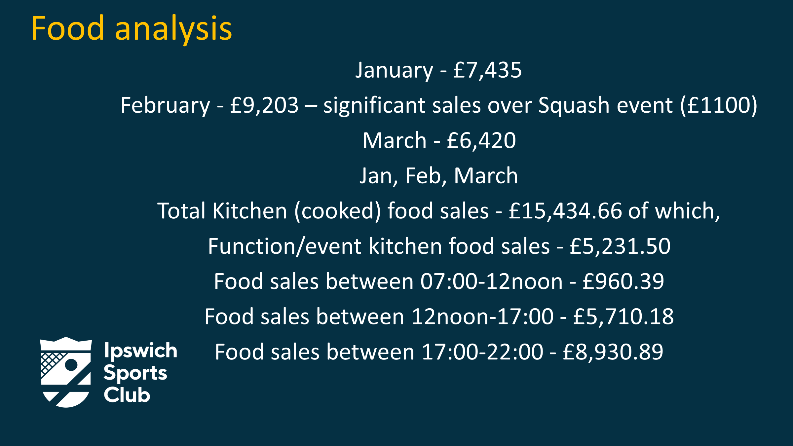 Food analysis
January - £7,435
February - £9,203 – significant sales over Squash event (£1100)
March - £6,420
Jan, Feb, March
Total Kitchen (cooked) food sales - £15,434.66 of which,
Function/event kitchen food sales - £5,231.50
Food sales between 07:00-12noon - £960.39
Food sales between 12noon-17:00 - £5,710.18
Food sales between 17:00-22:00 - £8,930.89
Ipswich
Sports
Club